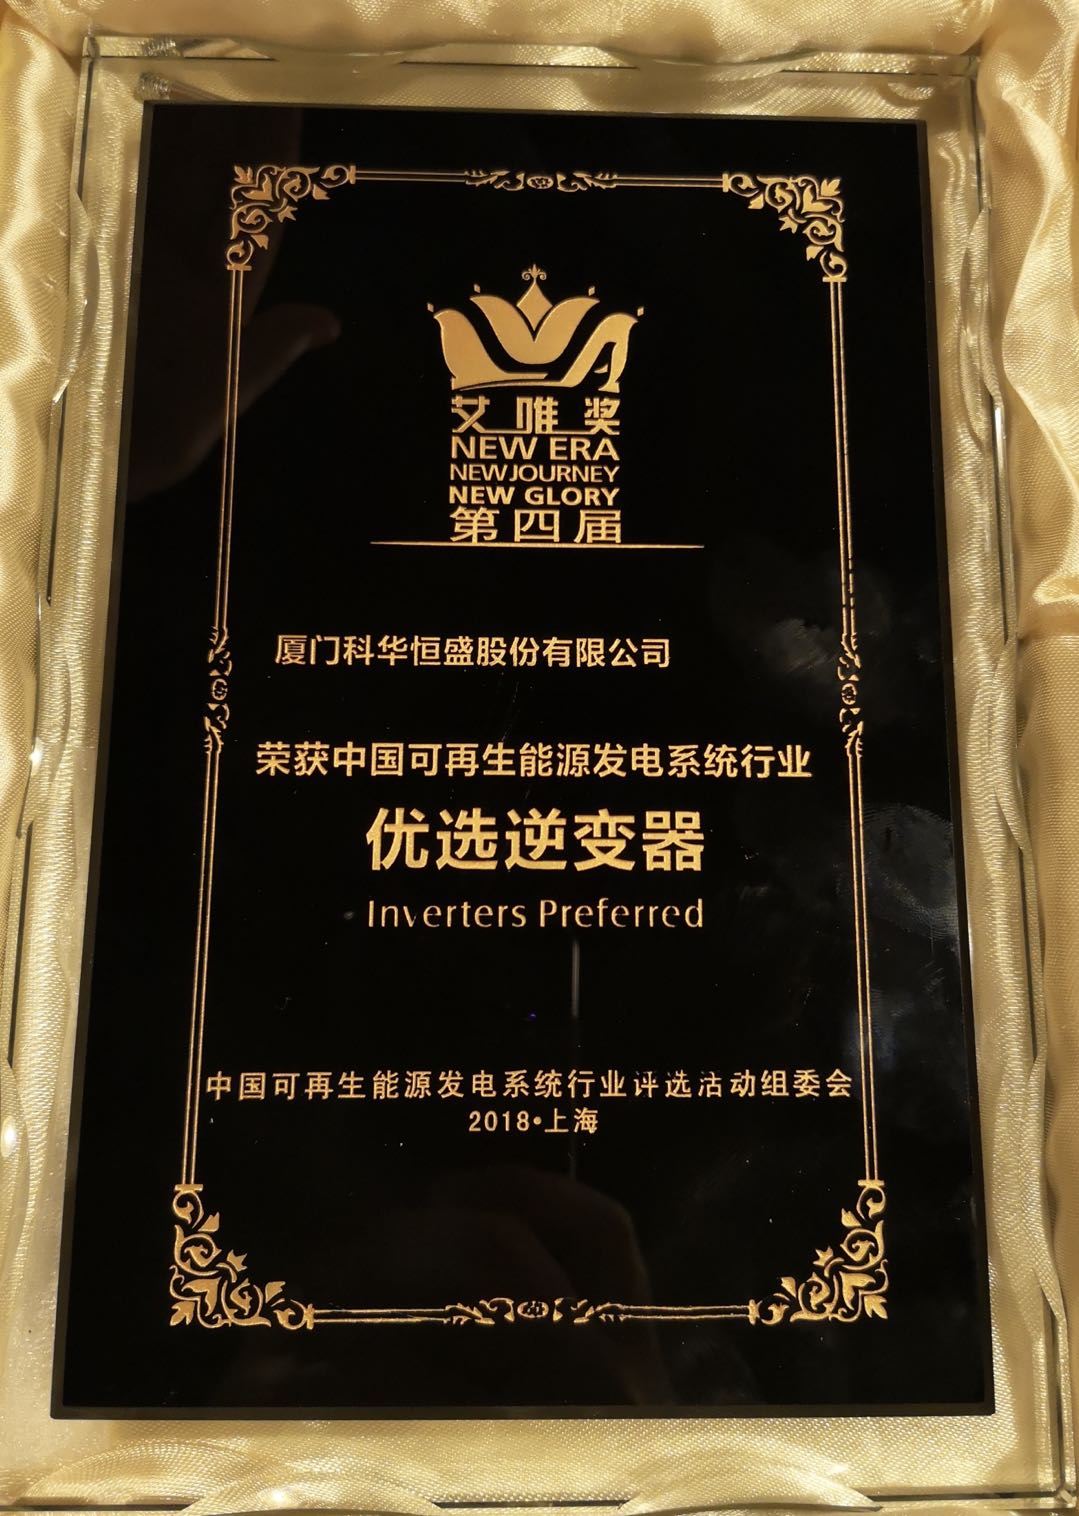 艾唯奖
NEW ERA
NEW JOURNEY
NEW GLORY
第四届
厦门科华恒盛股份有限公司
荣获中国可再生能源发电系统行业
优选逆变器
Inverters Preferred
中国可再生能源发电系统行业评选活动组委会
2018•上海